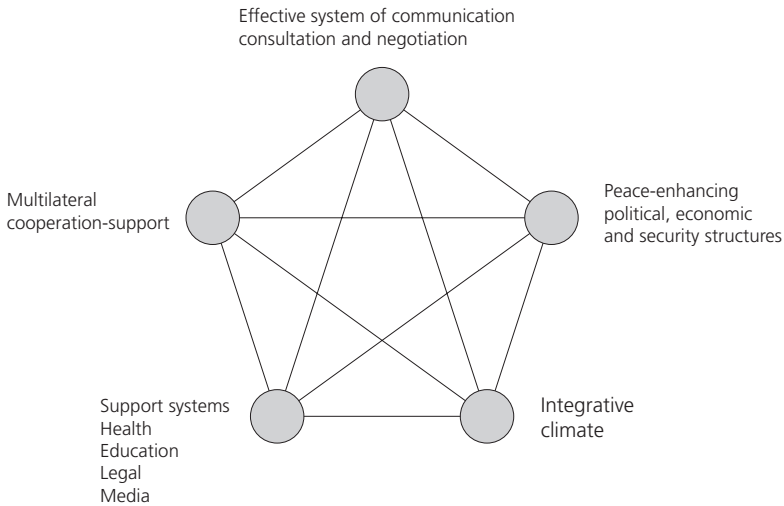 Effective system of communication
consultation and negotiation
Multilateral
cooperation-support
Peace-enhancing
political, economic
and security structures
Support systems
Health
Education
Legal
Media
Integrative
climate